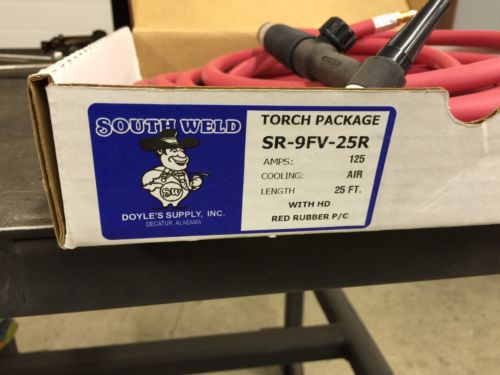 SOUTH WELD
SW
DOYLE'S SUPPLY, INC.
DECATUR, ALABAMA
TORCH PACKAGE
SR-9FV-25R
AMPS: 125
COOLING: AIR
LENGTH 25 FT.
WITH HD
RED RUBBER P/C